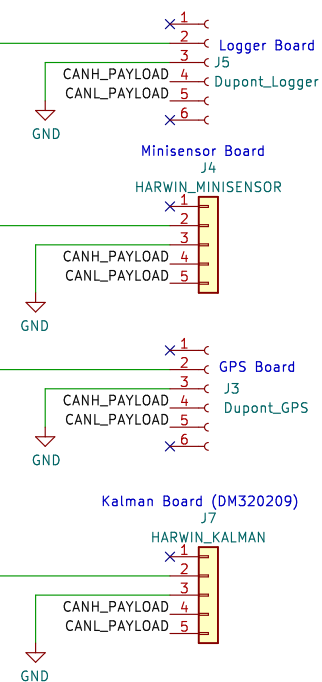 1
2 Logger Board
3 J5
CANH_PAYLOAD 4 Dupont_Logger
CANL_PAYLOAD 5
6
GND
Minisensor Board
J4
HARWIN_MINISENSOR
1
2
3
CANH_PAYLOAD 4
CANL_PAYLOAD 5
GND
1
2 GPS Board
3 J3
CANH_PAYLOAD 4 Dupont_GPS
CANL_PAYLOAD 5
6
GND
Kalman Board (DM320209)
J7
HARWIN_KALMAN
1
2
3
CANH_PAYLOAD 4
CANL_PAYLOAD 5
GND